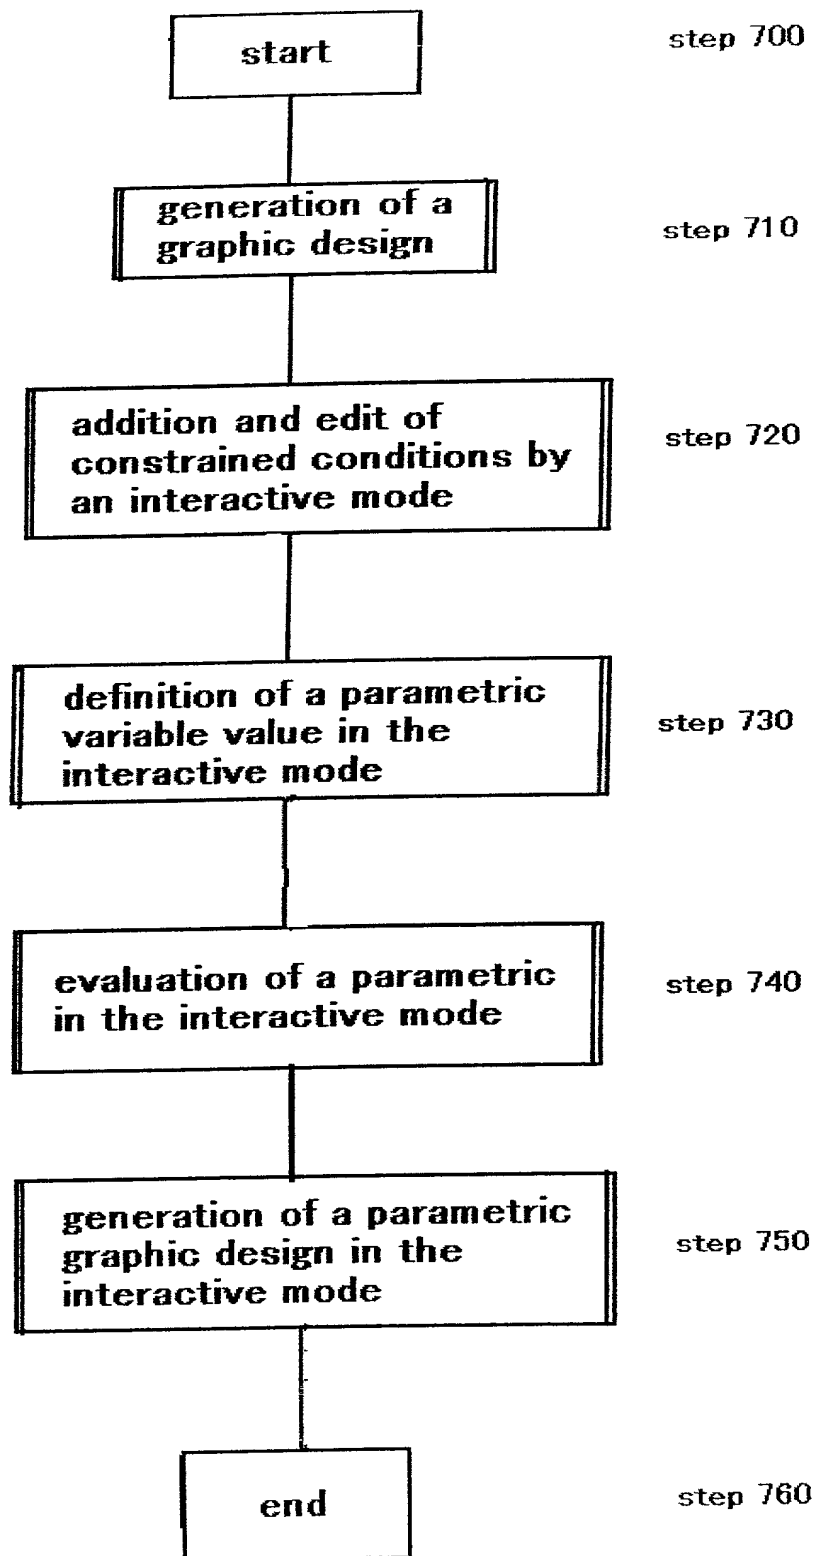 start
step 700
generation of a
graphic design
step 710
addition and edit of
constrained conditions by
an interactive mode
step 720
definition of a parametric
variable value in the
interactive mode
step 730
evaluation of a parametric
in the interactive mode
step 740
generation of a parametric
graphic design in the
interactive mode
step 750
end
step 760